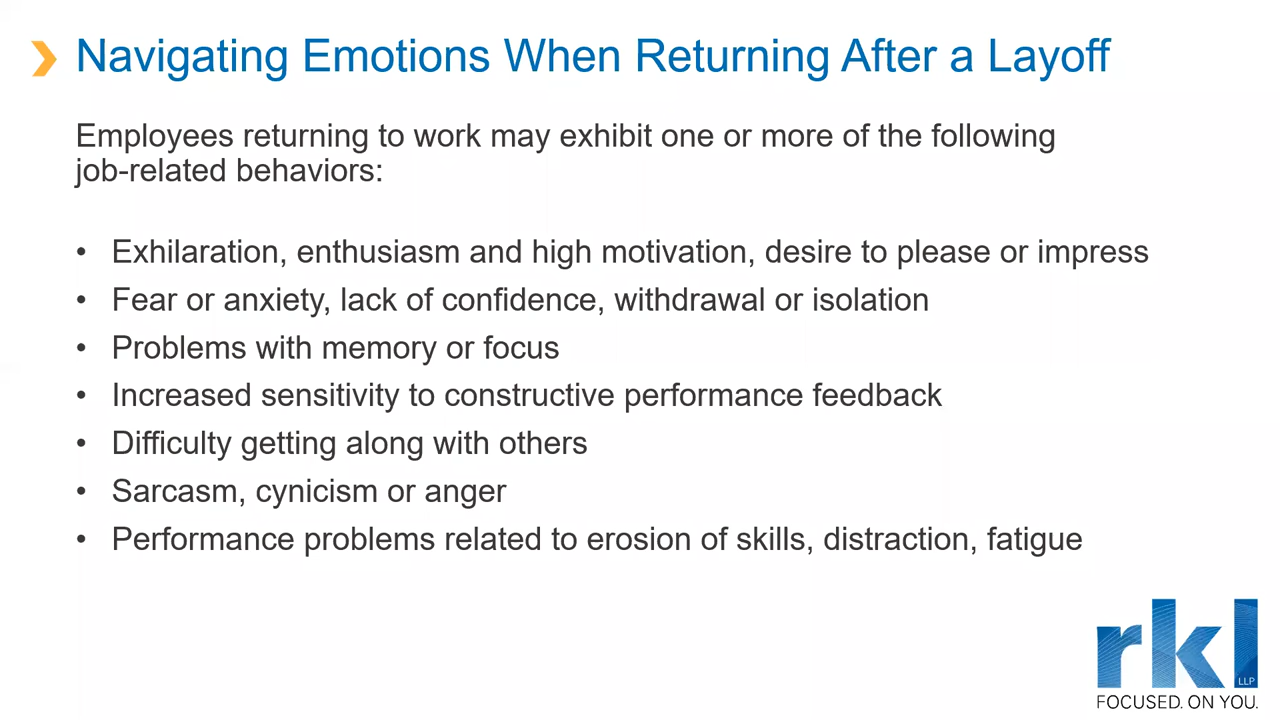 Navigating Emotions When Returning After a Layoff
Employees returning to work may exhibit one or more of the following
job-related behaviors:
• Exhilaration, enthusiasm and high motivation, desire to please or impress
• Fear or anxiety, lack of confidence, withdrawal or isolation
• Problems with memory or focus
• Increased sensitivity to constructive performance feedback
• Difficulty getting along with others
• Sarcasm, cynicism or anger
• Performance problems related to erosion of skills, distraction, fatigue
rkl
LLP
FOCUSED. ON YOU.